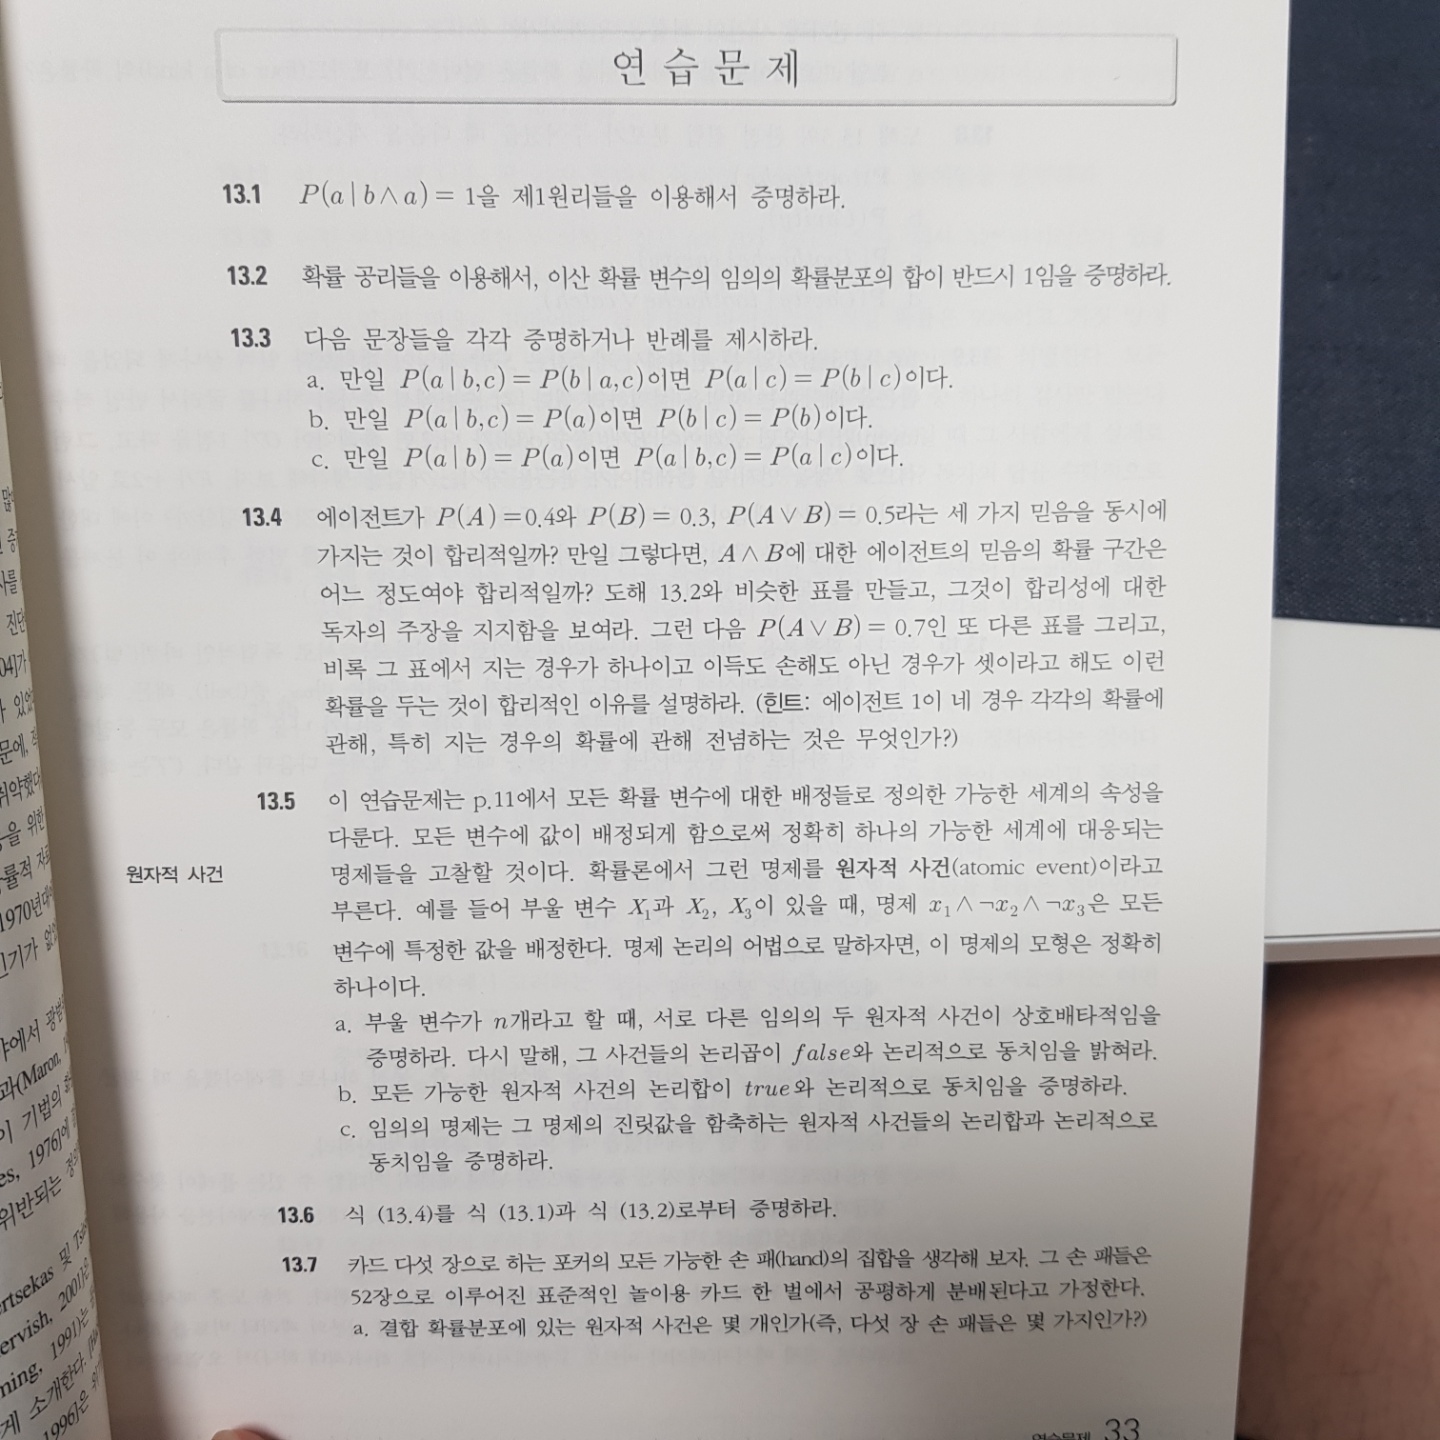 연습문제
13.1 P(a|b∧a)= 1을 제1원리들을 이용해서 증명하라.
13.2 확률 공리들을 이용해서, 이산 확률 변수의 임의의 확률분포의 합이 반드시 1임을 증명하라.
13.3 다음 문장들을 각각 증명하거나 반례를 제시하라.
a. 만일 P(a|b,c)= P(b|a,c)이면 P(a|c)= P(b|c)이다.
b. 만일 P(a|b,c)= P(a)이면 P(b|c)= P(b)이다.
c. 만일 P(a|b)= P(a)이면 P(a|b,c)= P(a|c)이다.
13.4 에이전트가 P(A)=0.4와 P(B)= 0.3, P(A∨B)= 0.5라는 세 가지 믿음을 동시에
가지는 것이 합리적일까? 만일 그렇다면, A∧B에 대한 에이전트의 믿음의 확률 구간은
어느 정도여야 합리적일까? 도해 13.2와 비슷한 표를 만들고, 그것이 합리성에 대한
독자의 주장을 지지함을 보여라. 그런 다음 P(A∨B)= 0.7인 또 다른 표를 그리고,
비록 그 표에서 지는 경우가 하나이고 이득도 손해도 아닌 경우가 셋이라고 해도 이런
확률을 두는 것이 합리적인 이유를 설명하라. (힌트: 에이전트 1이 네 경우 각각의 확률에
관해, 특히 지는 경우의 확률에 관해 전념하는 것은 무엇인가?)
13.5 이 연습문제는 p.11에서 모든 확률 변수에 대한 배정들로 정의한 가능한 세계의 속성을
다룬다. 모든 변수에 값이 배정되게 함으로써 정확히 하나의 가능한 세계에 대응되는
원자적 사건 명제들을 고찰할 것이다. 확률론에서 그런 명제를 원자적 사건(atomic event)이라고
부른다. 예를 들어 부울 변수 X₁과 X₂, X₃이 있을 때, 명제 x₁∧¬x₂∧¬x₃은 모든
변수에 특정한 값을 배정한다. 명제 논리의 어법으로 말하자면, 이 명제의 모형은 정확히
하나이다.
a. 부울 변수가 n개라고 할 때, 서로 다른 임의의 두 원자적 사건이 상호배타적임을
증명하라. 다시 말해, 그 사건들의 논리곱이 false와 논리적으로 동치임을 밝혀라.
b. 모든 가능한 원자적 사건의 논리합이 true와 논리적으로 동치임을 증명하라.
c. 임의의 명제는 그 명제의 진릿값을 함축하는 원자적 사건들의 논리합과 논리적으로
동치임을 증명하라.
13.6 식 (13.4)를 식 (13.1)과 식 (13.2)로부터 증명하라.
13.7 카드 다섯 장으로 하는 포커의 모든 가능한 손 패(hand)의 집합을 생각해 보자. 그 손 패들은
52장으로 이루어진 표준적인 놀이용 카드 한 벌에서 공평하게 분배된다고 가정한다.
a. 결합 확률분포에 있는 원자적 사건은 몇 개인가(즉, 다섯 장 손 패들은 몇 가지인가?)
연습문제 33